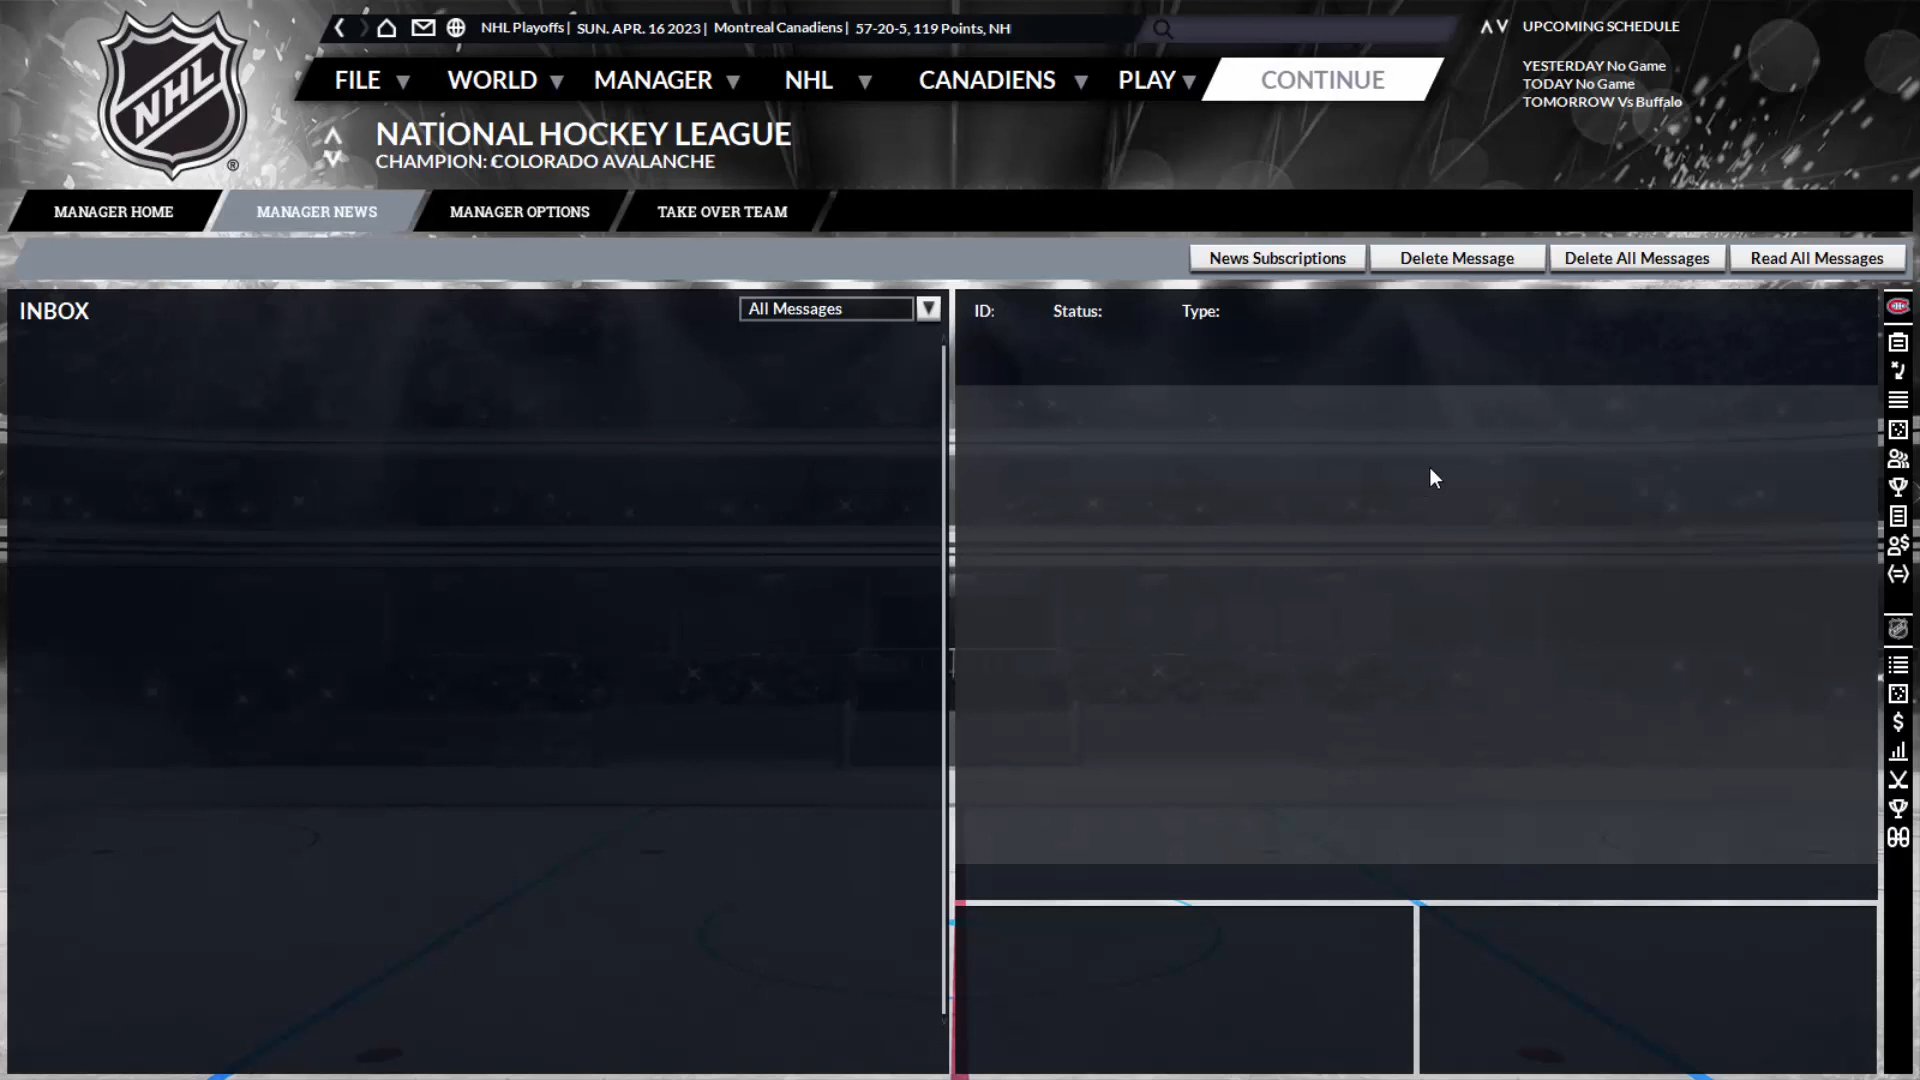 NHL
®
NHL Playoffs | SUN. APR. 16 2023 | Montreal Canadiens | 57-20-5, 119 Points, NH
UPCOMING SCHEDULE
YESTERDAY No Game
TODAY No Game
TOMORROW Vs Buffalo
FILE WORLD MANAGER NHL CANADIENS PLAY CONTINUE
NATIONAL HOCKEY LEAGUE
CHAMPION: COLORADO AVALANCHE
MANAGER HOME MANAGER NEWS MANAGER OPTIONS TAKE OVER TEAM
News Subscriptions Delete Message Delete All Messages Read All Messages
INBOX All Messages
ID: Status: Type: